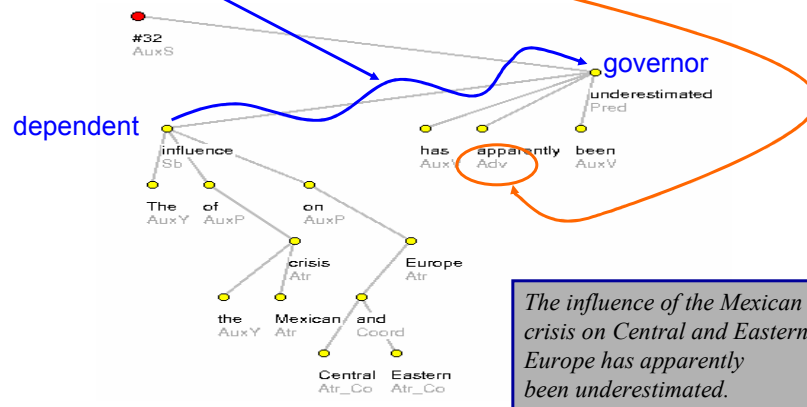 #32
AuxS
governor
underestimated
Pred
dependent
influence
Sb
has
AuxV
apparently
Adv
been
AuxV
The
AuxY
of
AuxP
on
AuxP
crisis
Atr
Europe
Atr
the
AuxY
Mexican
Atr
and
Coord
Central
Atr_Co
Eastern
Atr_Co
The influence of the Mexican
crisis on Central and Eastern
Europe has apparently
been underestimated.